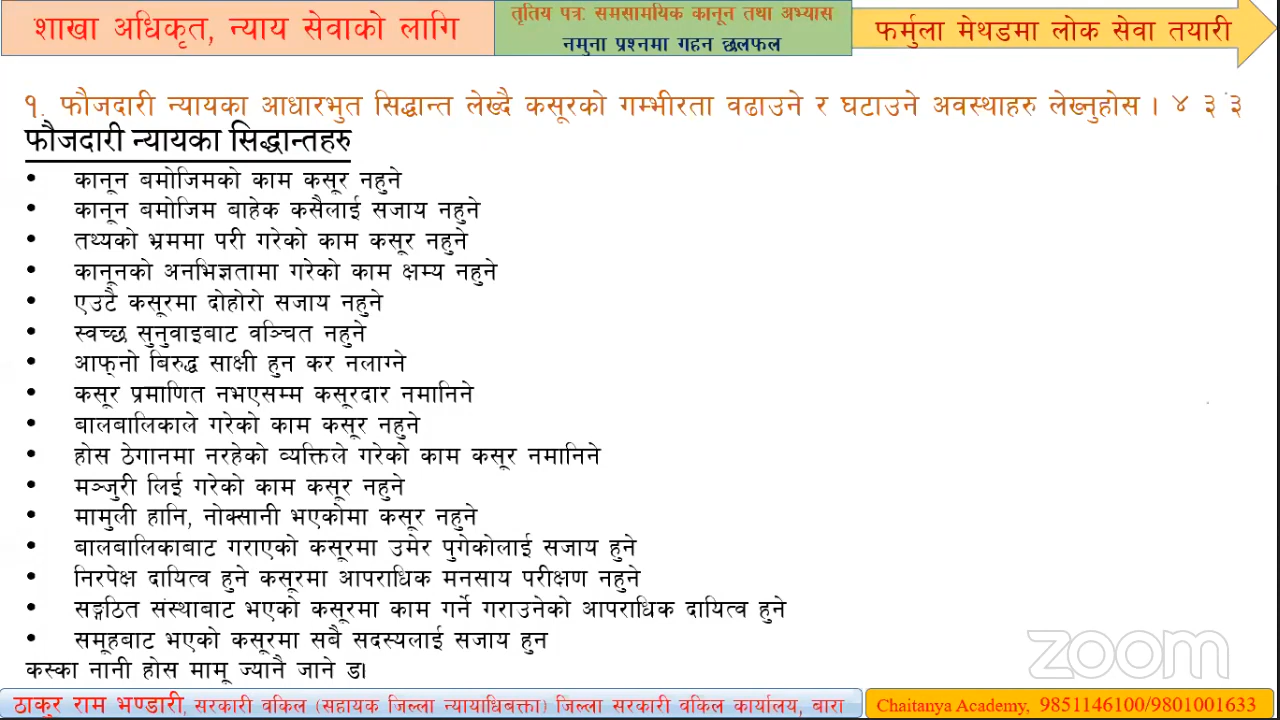 शाखा अधिकृत, न्याय सेवाको लागि
तृतिय पत्र: समसामयिक कानून तथा अभ्यास
नमुना प्रश्नमा गहन छलफल
फर्मुला मेथडमा लोक सेवा तयारी
१. फौजदारी न्यायका आधारभुत सिद्धान्त लेख्दै कसूरको गम्भीरता वढाउने र घटाउने अवस्थाहरु लेख्नुहोस । ४ ३ ३
फौजदारी न्यायका सिद्धान्तहरु
• कानून बमोजिमको काम कसूर नहुने
• कानून बमोजिम बाहेक कसैलाई सजाय नहुने
• तथ्यको भ्रममा परी गरेको काम कसूर नहुने
• कानूनको अनभिज्ञतामा गरेको काम क्षम्य नहुने
• एउटै कसूरमा दोहोरो सजाय नहुने
• स्वच्छ सुनुवाइबाट वञ्चित नहुने
• आफ्नो बिरुद्ध साक्षी हुन कर नलाग्ने
• कसूर प्रमाणित नभएसम्म कसूरदार नमानिने
• बालबालिकाले गरेको काम कसूर नहुने
• होस ठेगानमा नरहेको व्यक्तिले गरेको काम कसूर नमानिने
• मञ्जुरी लिई गरेको काम कसूर नहुने
• मामुली हानि, नोक्सानी भएकोमा कसूर नहुने
• बालबालिकाबाट गराएको कसूरमा उमेर पुगेकोलाई सजाय हुने
• निरपेक्ष दायित्व हुने कसूरमा आपराधिक मनसाय परीक्षण नहुने
• सङ्गठित संस्थाबाट भएको कसूरमा काम गर्ने गराउनेको आपराधिक दायित्व हुने
• समूहबाट भएको कसूरमा सबै सदस्यलाई सजाय हुन
कस्का नानी होस मामू ज्यानै जाने ड।
zoom
ठाकुर राम भण्डारी, सरकारी वकिल (सहायक जिल्ला न्यायाधिबक्ता) जिल्ला सरकारी वकिल कार्यालय, बारा
Chaitanya Academy, 9851146100/9801001633